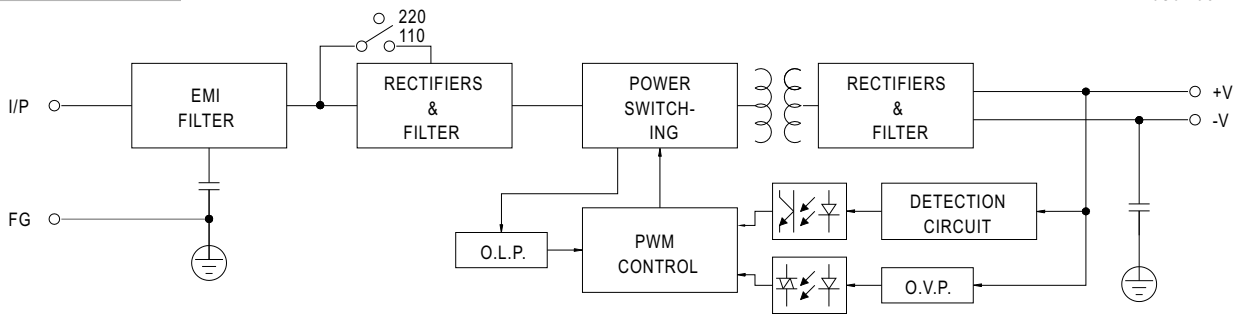 220
110
I/P
EMI
FILTER
RECTIFIERS
&
FILTER
POWER
SWITCH-
ING
RECTIFIERS
&
FILTER
+V
-V
FG
O.L.P.
PWM
CONTROL
DETECTION
CIRCUIT
O.V.P.